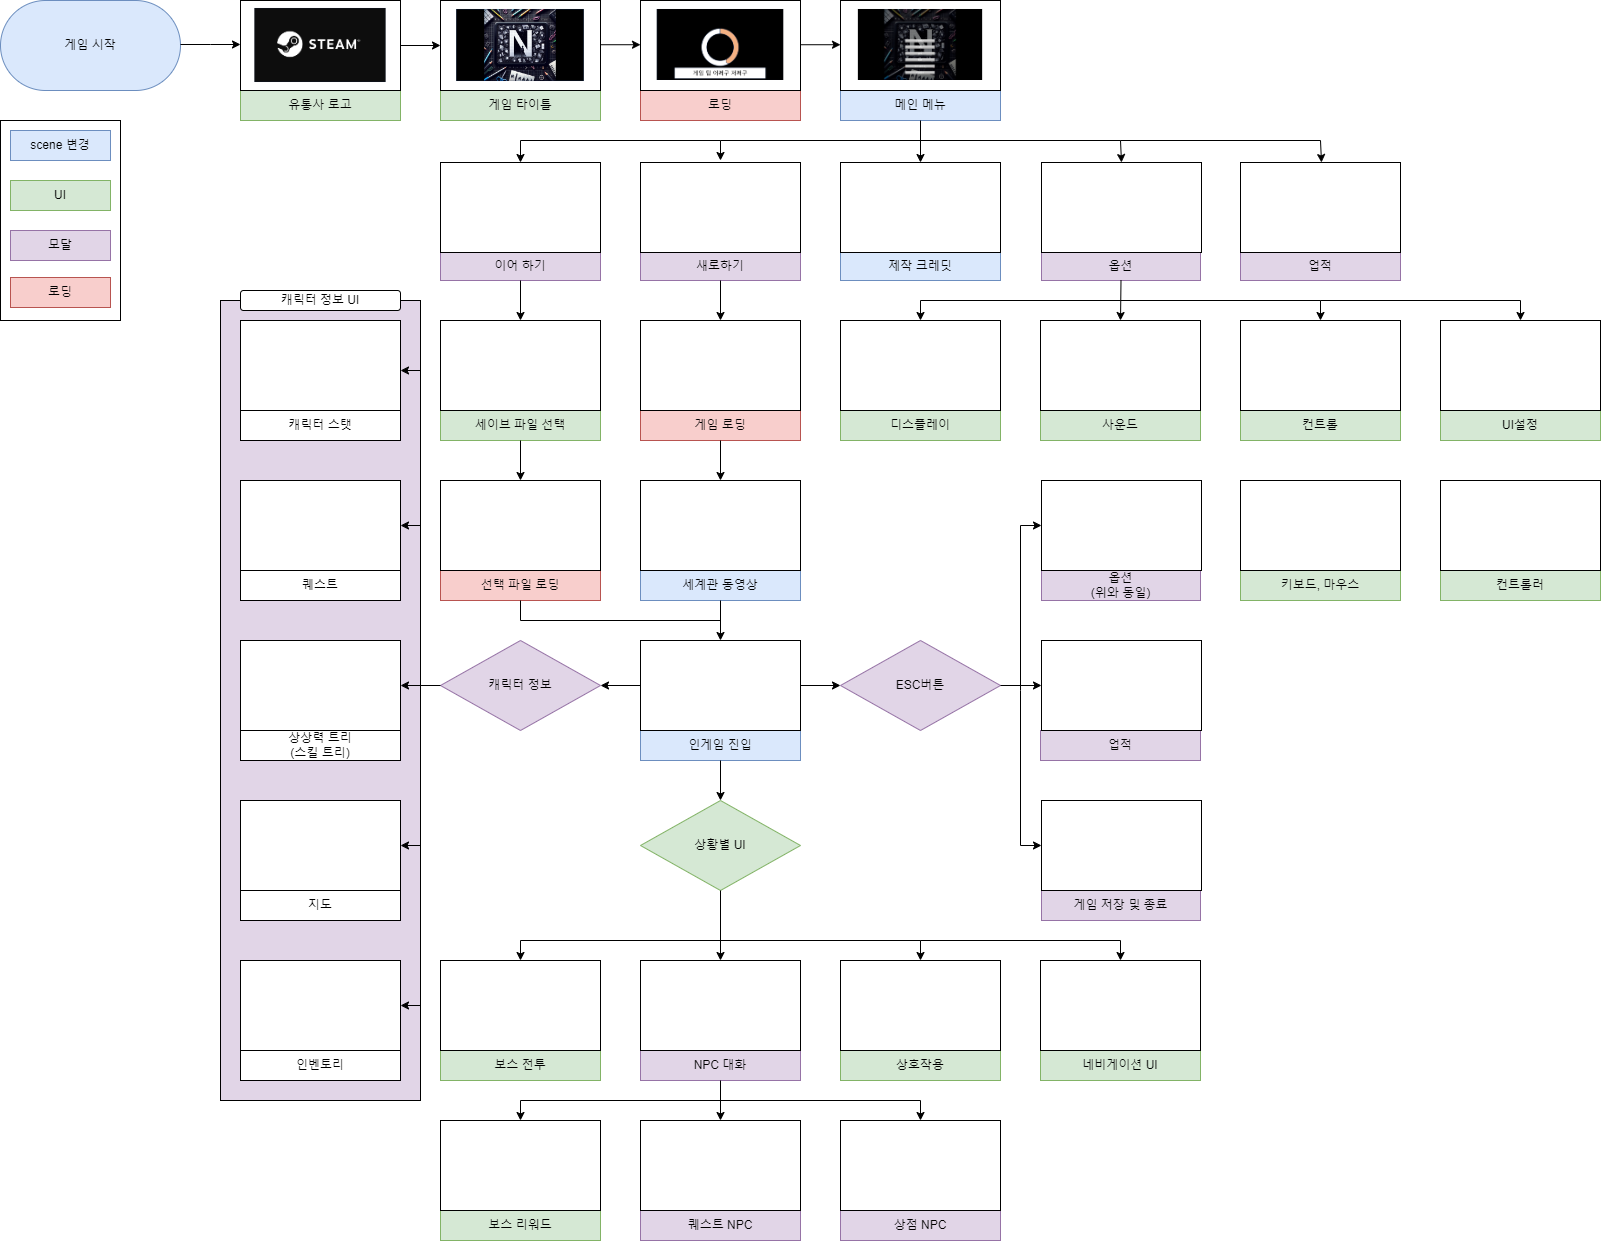 게임 시작
STEAM
N
게임 팁 이케구 저케구
유통사 로고
게임 타이틀
로딩
메인 메뉴
scene 변경
UI
모달
로딩
이어 하기
새로하기
제작 크레딧
옵션
업적
캐릭터 정보 UI
캐릭터 스탯
세이브 파일 선택
게임 로딩
디스플레이
사운드
컨트롤
UI설정
퀘스트
선택 파일 로딩
세계관 동영상
옵션
(위와 동일)
키보드, 마우스
컨트롤러
캐릭터 정보
ESC버튼
상상력 트리
(스킬 트리)
인게임 진입
업적
상황별 UI
지도
게임 저장 및 종료
인벤토리
보스 전투
NPC 대화
상호작용
네비게이션 UI
보스 리워드
퀘스트 NPC
상점 NPC